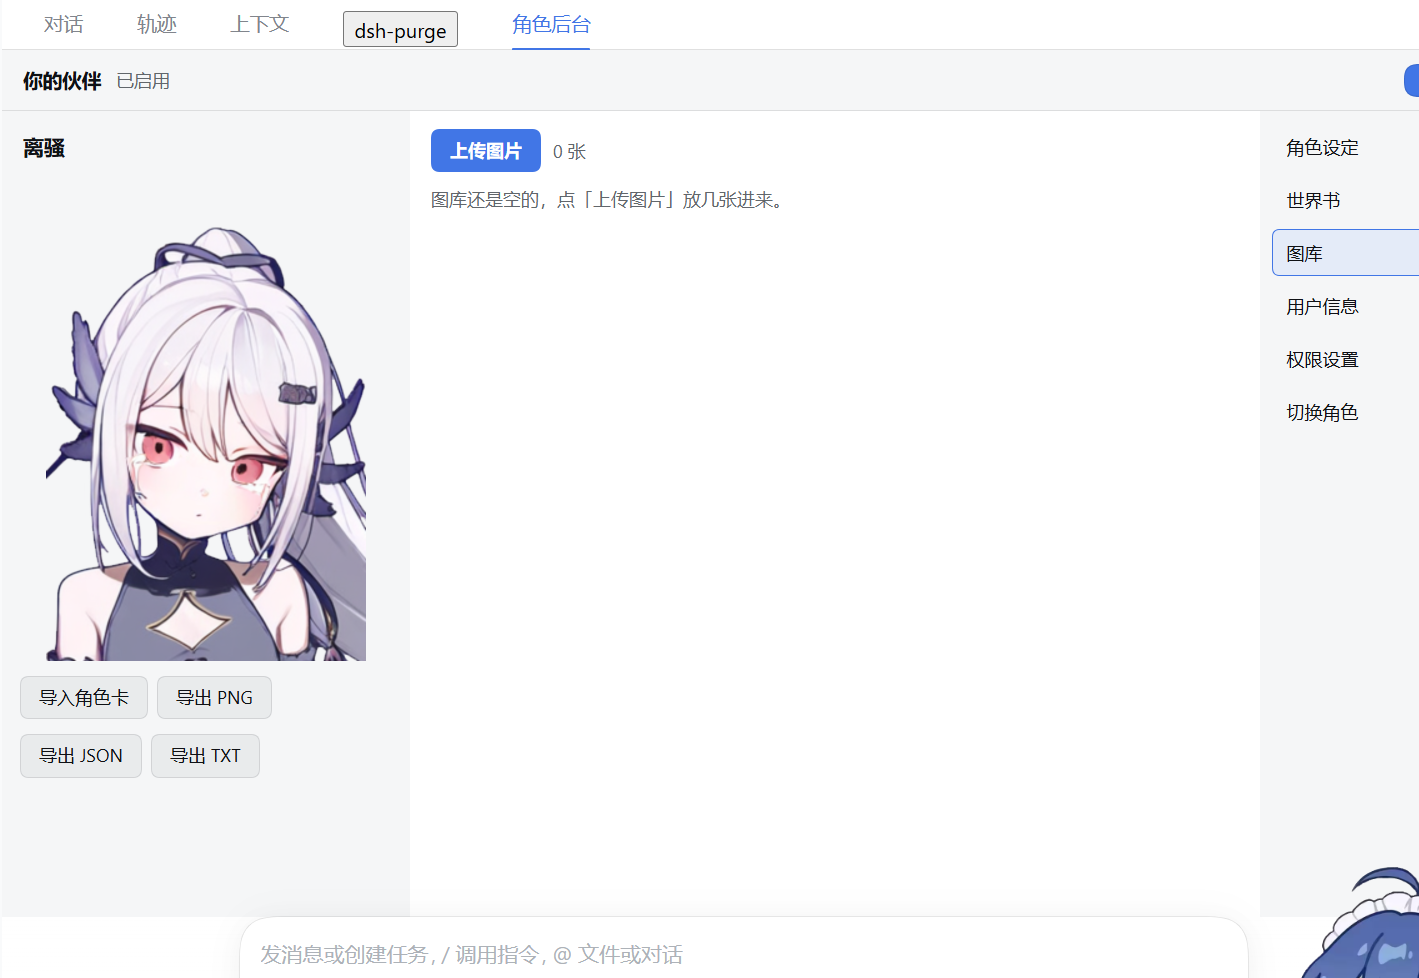 对话 轨迹 上下文 dsh-purge 角色后台
你的伙伴 已启用
离骚
导入角色卡 导出 PNG
导出 JSON 导出 TXT
上传图片 0 张
图库还是空的，点「上传图片」放几张进来。
角色设定
世界书
图库
用户信息
权限设置
切换角色
发消息或创建任务, / 调用指令, @ 文件或对话